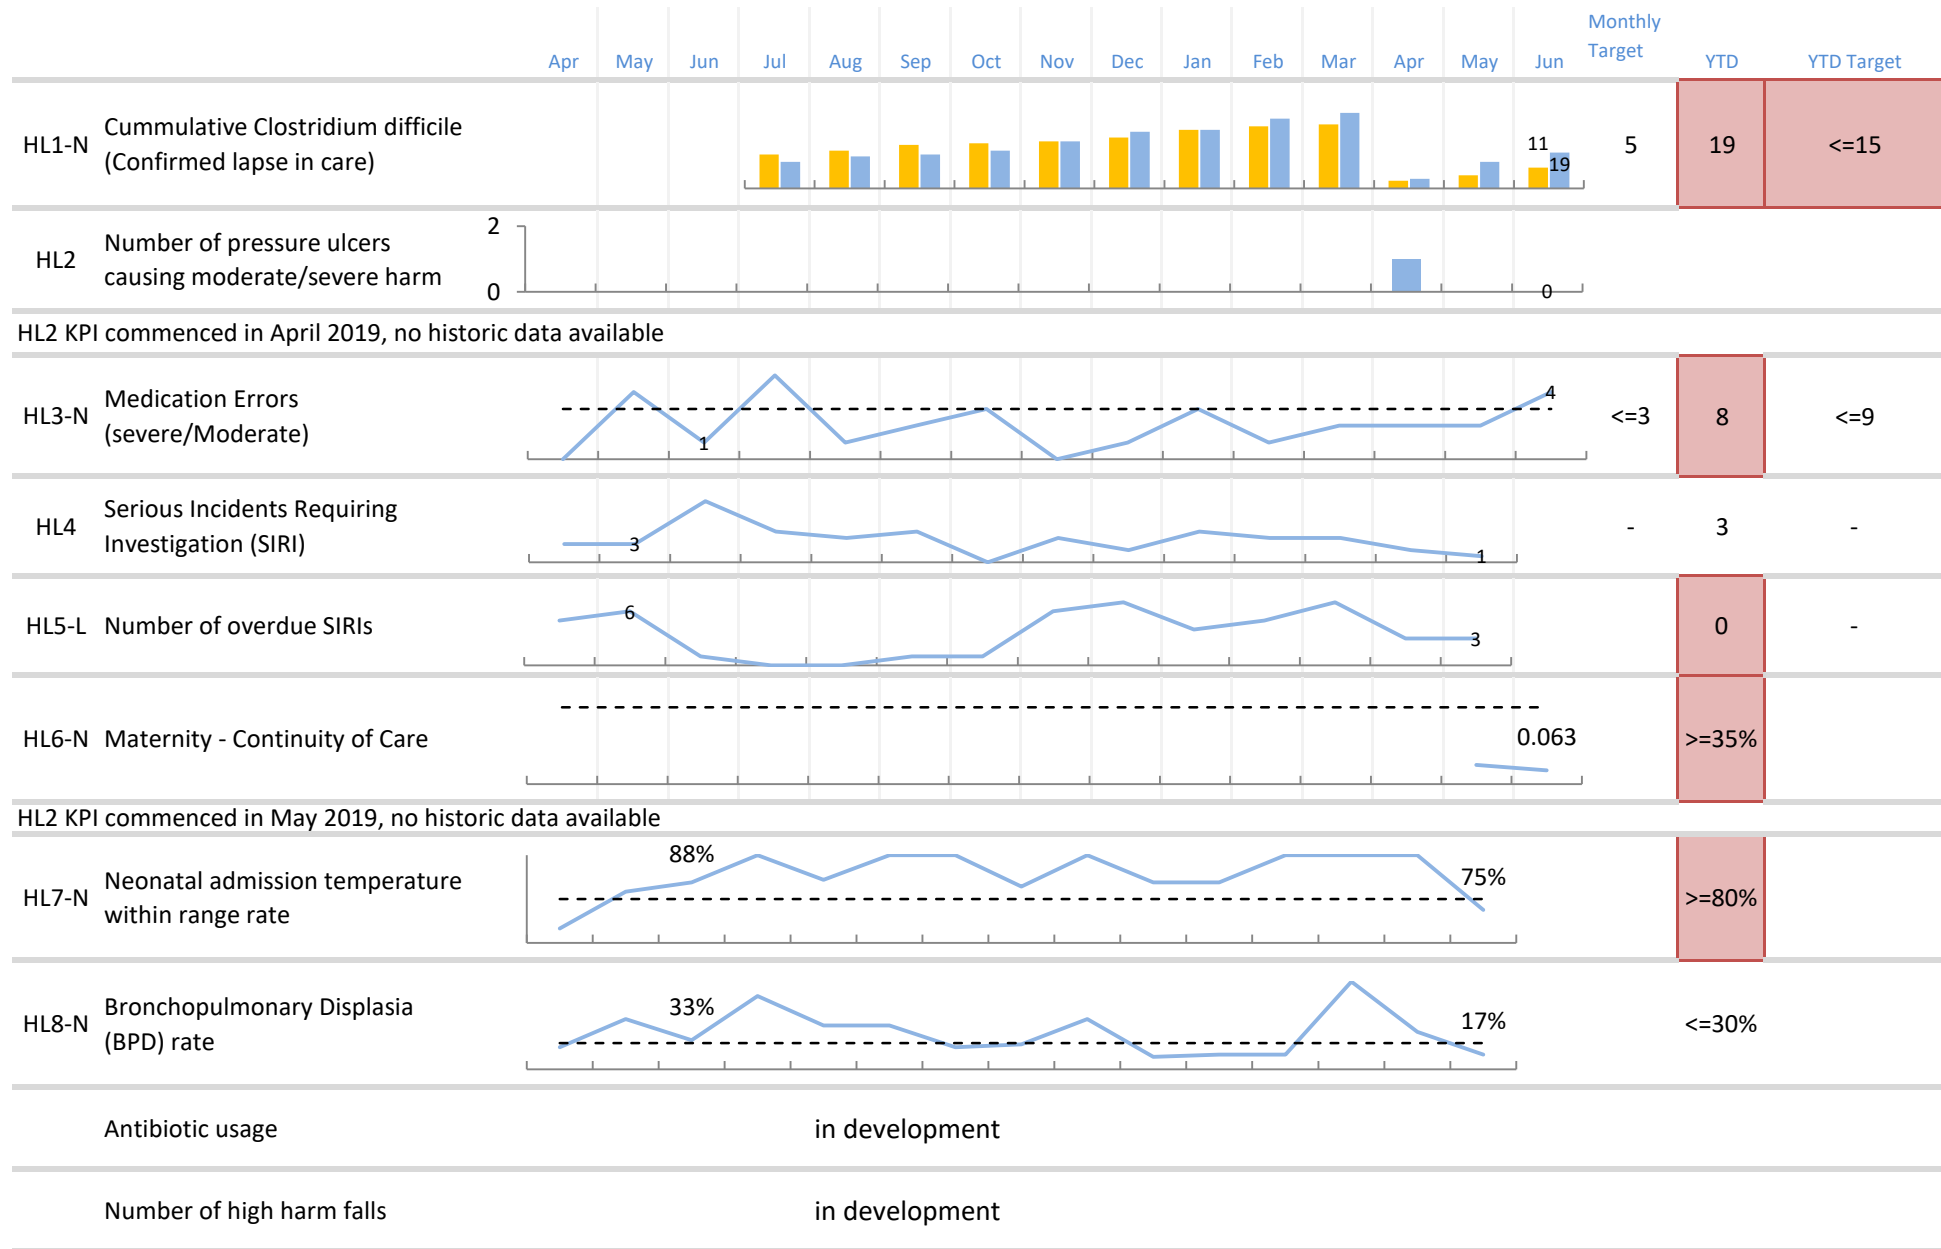 Monthly
Target
Apr May Jun Jul Aug Sep Oct Nov Dec Jan Feb Mar Apr May Jun YTD YTD Target
HL1-N Cummulative Clostridium difficile
(Confirmed lapse in care)
11
19
5 19 <=15
HL2 Number of pressure ulcers
causing moderate/severe harm
2
0
0
HL2 KPI commenced in April 2019, no historic data available
HL3-N Medication Errors
(severe/Moderate)
1
4
<=3 8 <=9
HL4 Serious Incidents Requiring
Investigation (SIRI)
3
1
- 3 -
HL5-L Number of overdue SIRIs
6
3
0 -
HL6-N Maternity - Continuity of Care
0.063
>=35%
HL2 KPI commenced in May 2019, no historic data available
HL7-N Neonatal admission temperature
within range rate
88%
75%
>=80%
HL8-N Bronchopulmonary Displasia
(BPD) rate
33%
17%
<=30%
Antibiotic usage in development
Number of high harm falls in development